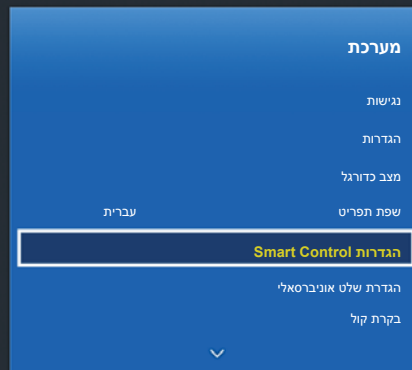 מערכת
נגישות
הגדרות
מצב כדורגל
שפת תפריט עברית
הגדרות Smart Control
הגדרת שלט אוניברסאלי
בקרת קול